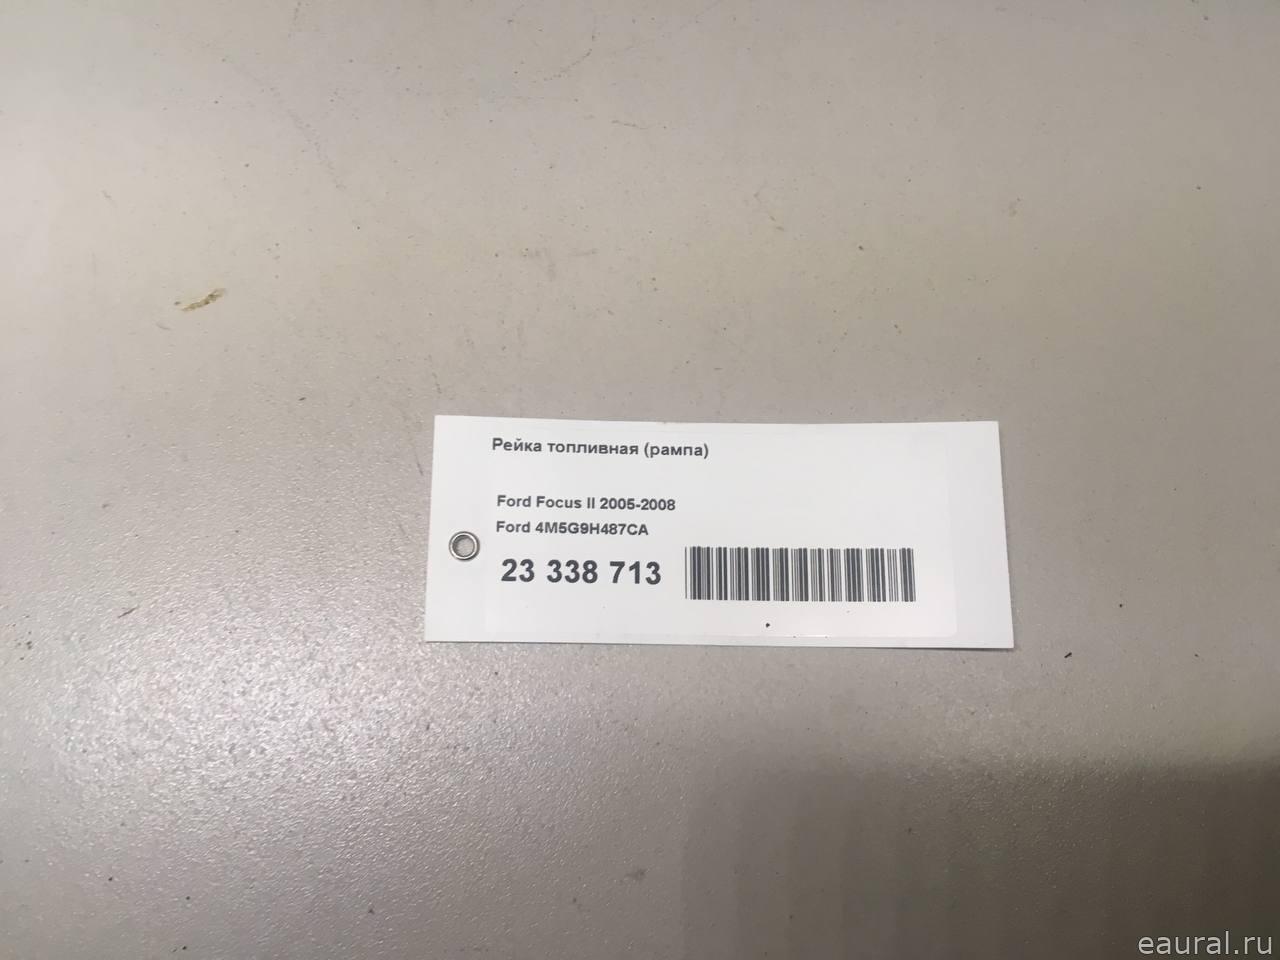 Рейка топливная (рампа)
Ford Focus II 2005-2008
Ford 4M5G9H487CA
23 338 713
eaural.ru